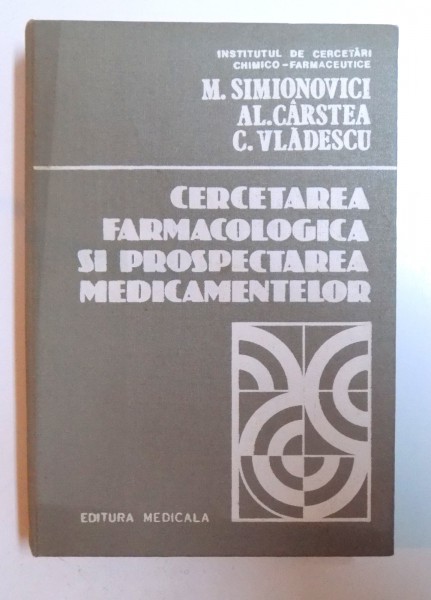 INSTITUTUL DE CERCETĂRI
CHIMICO-FARMACEUTICE
M. SIMIONOVICI
AL. CÂRSTEA
C. VLĂDESCU
CERCETAREA
FARMACOLOGICA
SI PROSPECTAREA
MEDICAMENTELOR
EDITURA MEDICALA